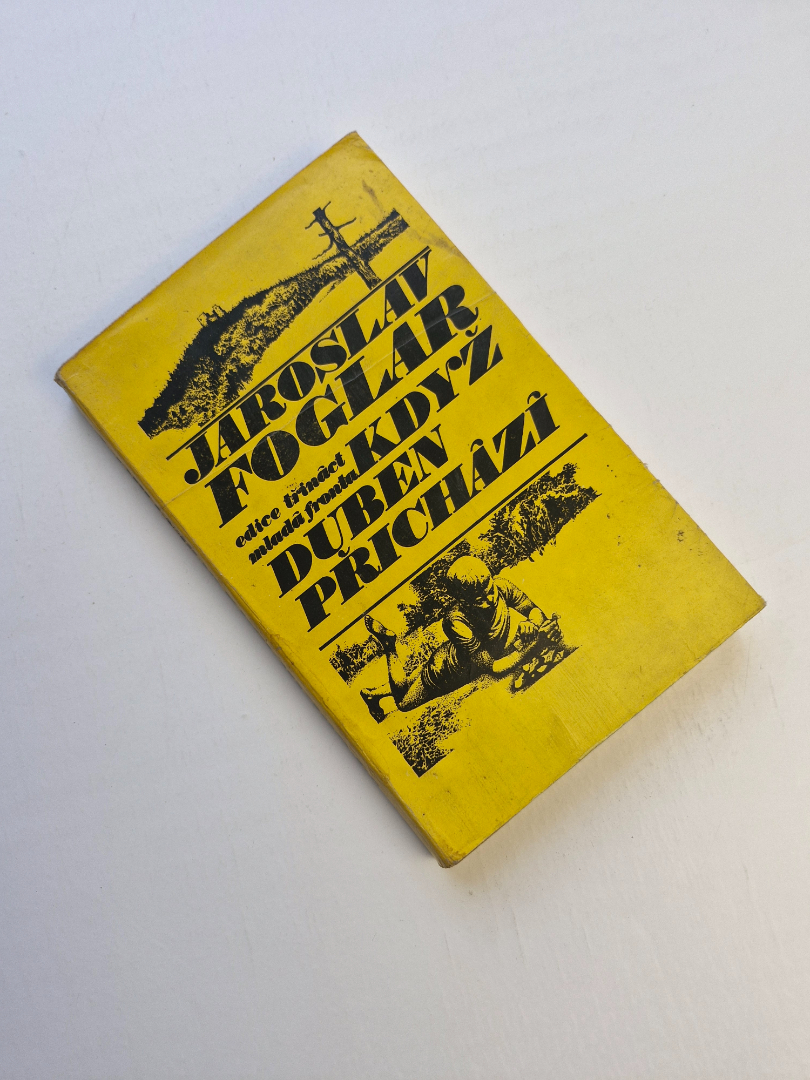 JAROSLAV
FOGLAR
edice třináct
mladá fronta
KDYŽ
DUBEN
PŘICHÁZÍ